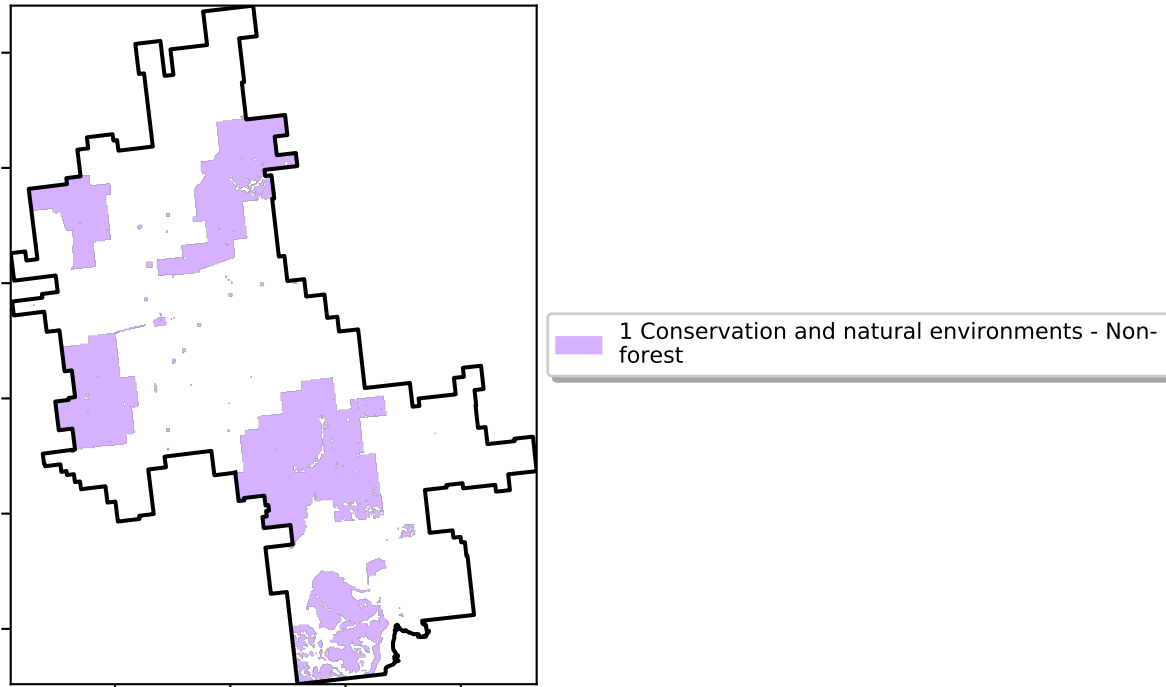 1 Conservation and natural environments - Non-
forest